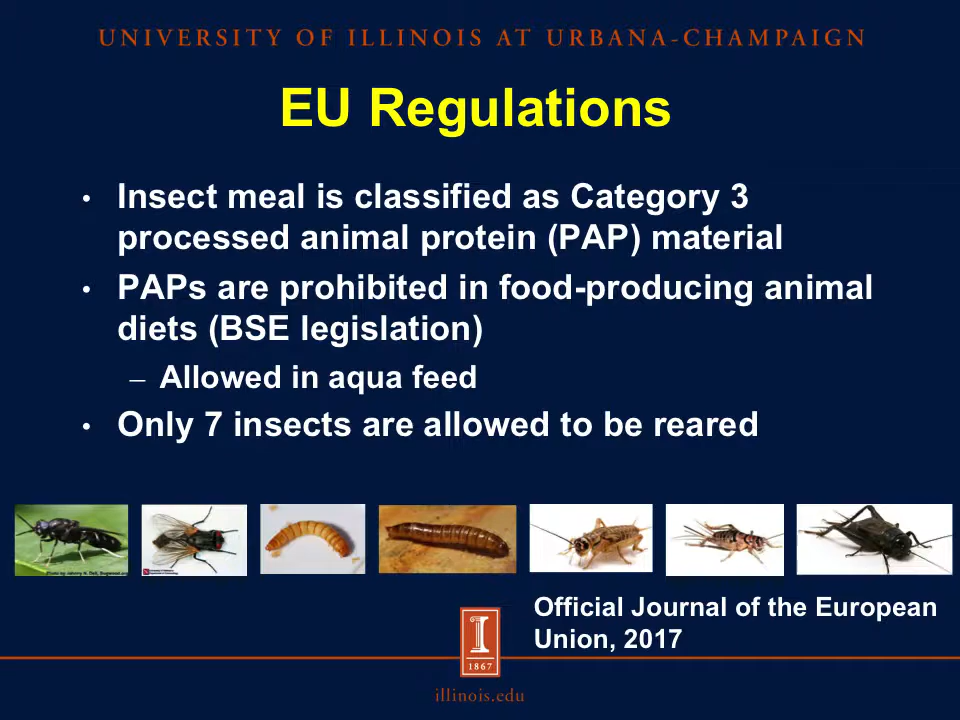 UNIVERSITY OF ILLINOIS AT URBANA-CHAMPAIGN
EU Regulations
• Insect meal is classified as Category 3
processed animal protein (PAP) material
• PAPs are prohibited in food-producing animal
diets (BSE legislation)
– Allowed in aqua feed
• Only 7 insects are allowed to be reared
Official Journal of the European
Union, 2017
I
1867
illinois.edu